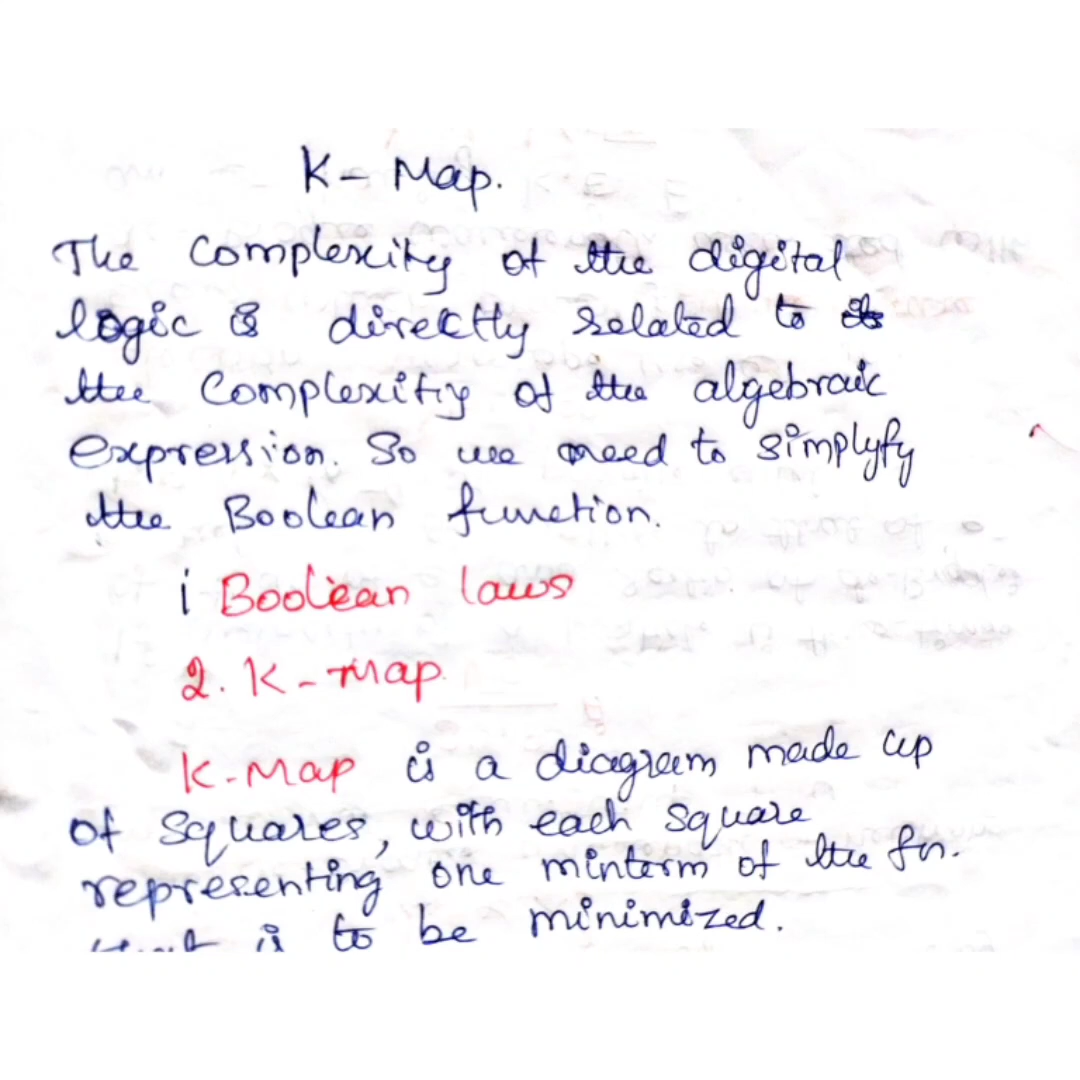 K- Map.
The Complexity of the digital
logic is directly related to
the Complexity of the algebraic
expression. So we need to simplyfy
the Boolean function.
i Boolean laws
2. K-map.
K-Map is a diagram made up
of squares, with each square
representing one minterm of the fn.
is to be minimized.